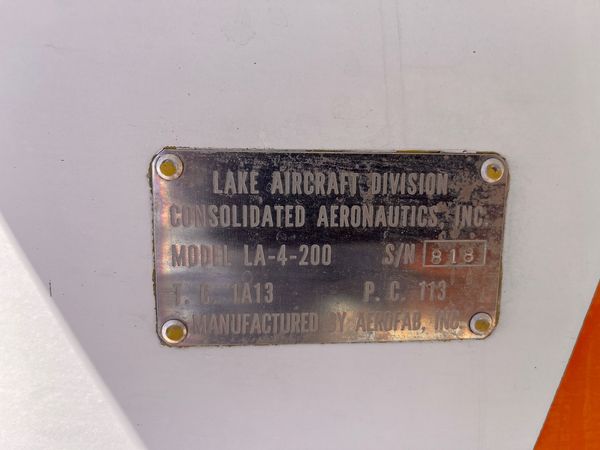 LAKE AIRCRAFT DIVISION
CONSOLIDATED AERONAUTICS, INC.
MODEL LA-4-200 S/N 818
T. C. 1A13 P. C. 113
MANUFACTURED BY AEROFAB, INC.